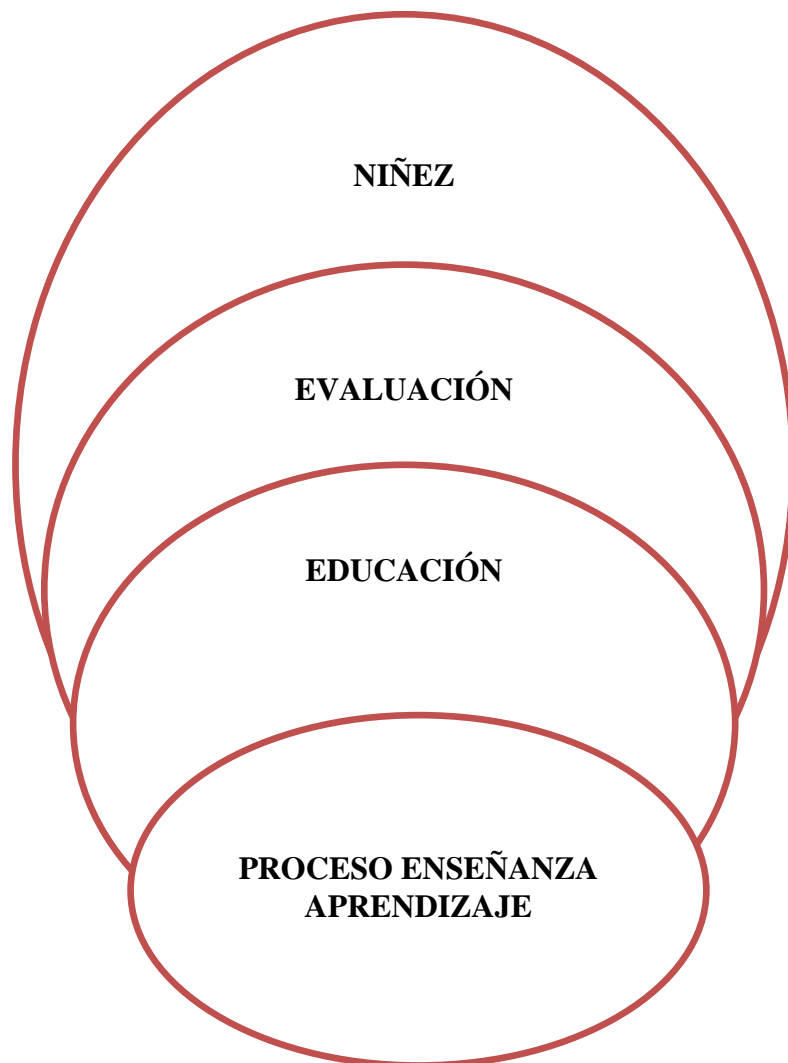 NIÑEZ
EVALUACIÓN
EDUCACIÓN
PROCESO ENSEÑANZA
APRENDIZAJE